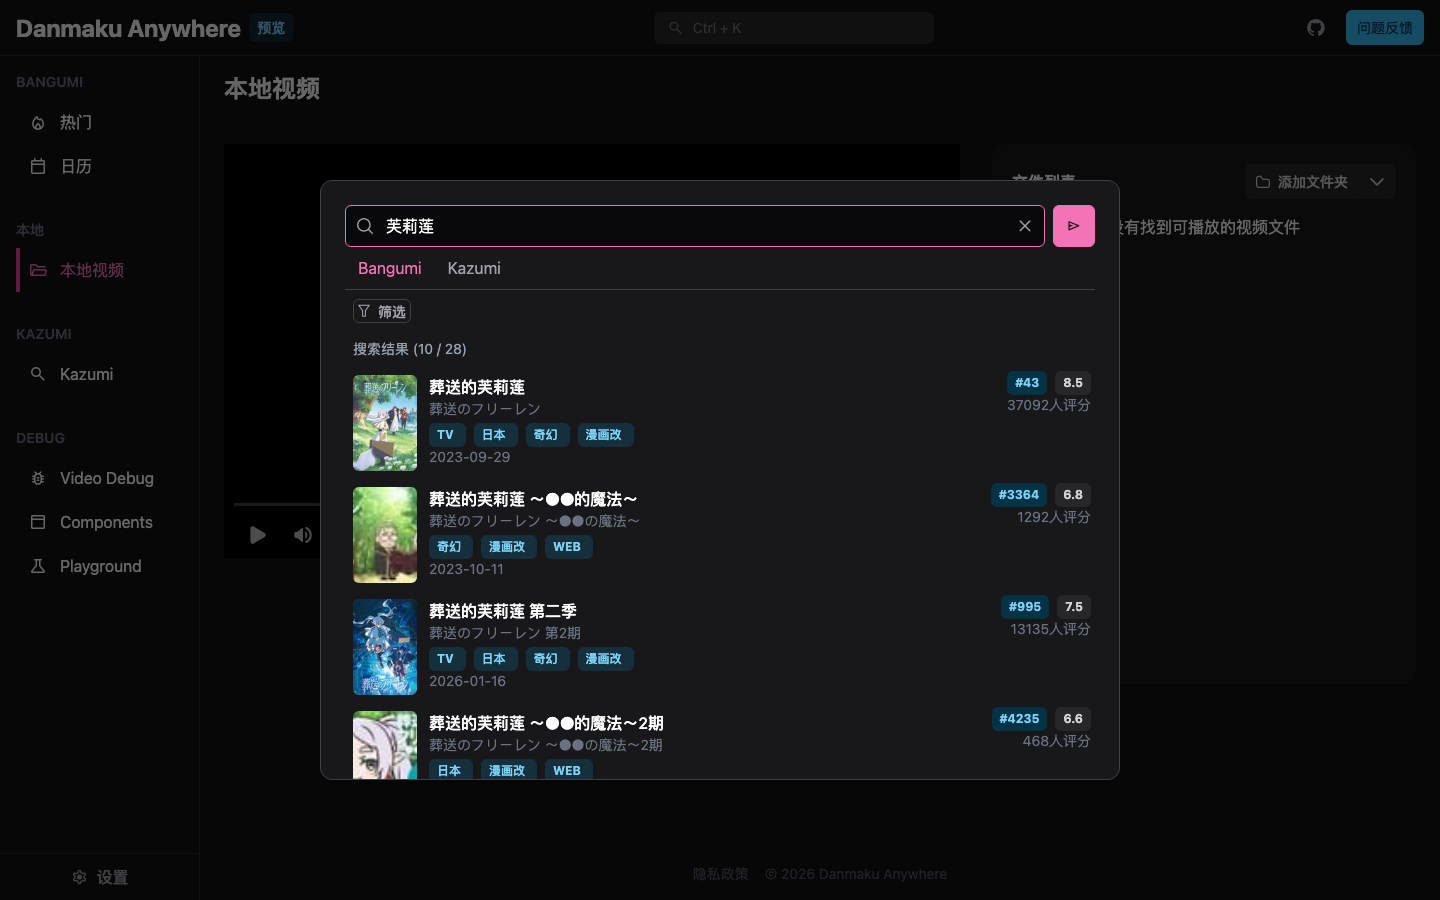 Danmaku Anywhere 预览
Ctrl + K
问题反馈
BANGUMI
热门
日历
本地
本地视频
KAZUMI
Kazumi
DEBUG
Video Debug
Components
Playground
设置
本地视频
添加文件夹
有找到可播放的视频文件
芙莉莲
Bangumi Kazumi
筛选
搜索结果 (10 / 28)
葬送的芙莉莲
葬送のフリーレン
TV 日本 奇幻 漫画改
2023-09-29
#43 8.5
37092人评分
葬送的芙莉莲 ～●●的魔法～
葬送のフリーレン ～●●の魔法～
奇幻 漫画改 WEB
2023-10-11
#3364 6.8
1292人评分
葬送的芙莉莲 第二季
葬送のフリーレン 第2期
TV 日本 奇幻 漫画改
2026-01-16
#995 7.5
13135人评分
葬送的芙莉莲 ～●●的魔法～2期
葬送のフリーレン ～●●の魔法～2期
日本 漫画改 WEB
#4235 6.6
468人评分
隐私政策 © 2026 Danmaku Anywhere